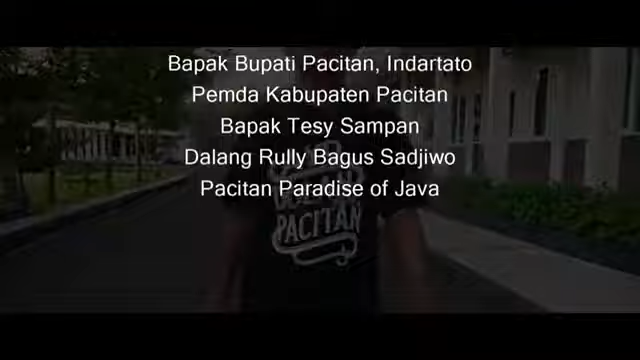 Bapak Bupati Pacitan, Indartato
Pemda Kabupaten Pacitan
Bapak Tesy Sampan
Dalang Rully Bagus Sadjiwo
Pacitan Paradise of Java
PACITAN